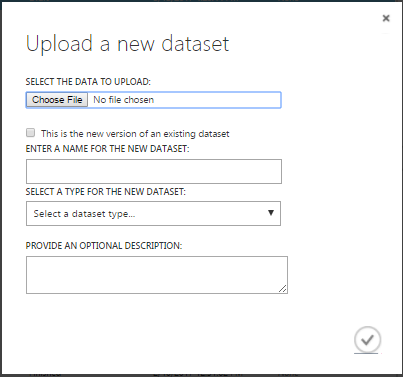 Upload a new dataset
SELECT THE DATA TO UPLOAD:
Choose File No file chosen
This is the new version of an existing dataset
ENTER A NAME FOR THE NEW DATASET:
SELECT A TYPE FOR THE NEW DATASET:
Select a dataset type...
PROVIDE AN OPTIONAL DESCRIPTION: